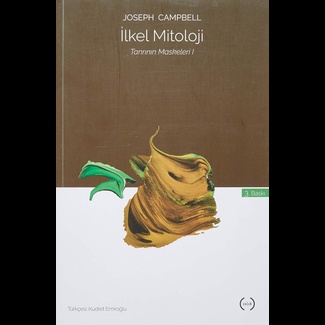 JOSEPH CAMPBELL
İlkel Mitoloji
Tanrının Maskeleri I
3. Baskı
Türkçesi: Kudret Emiroğlu